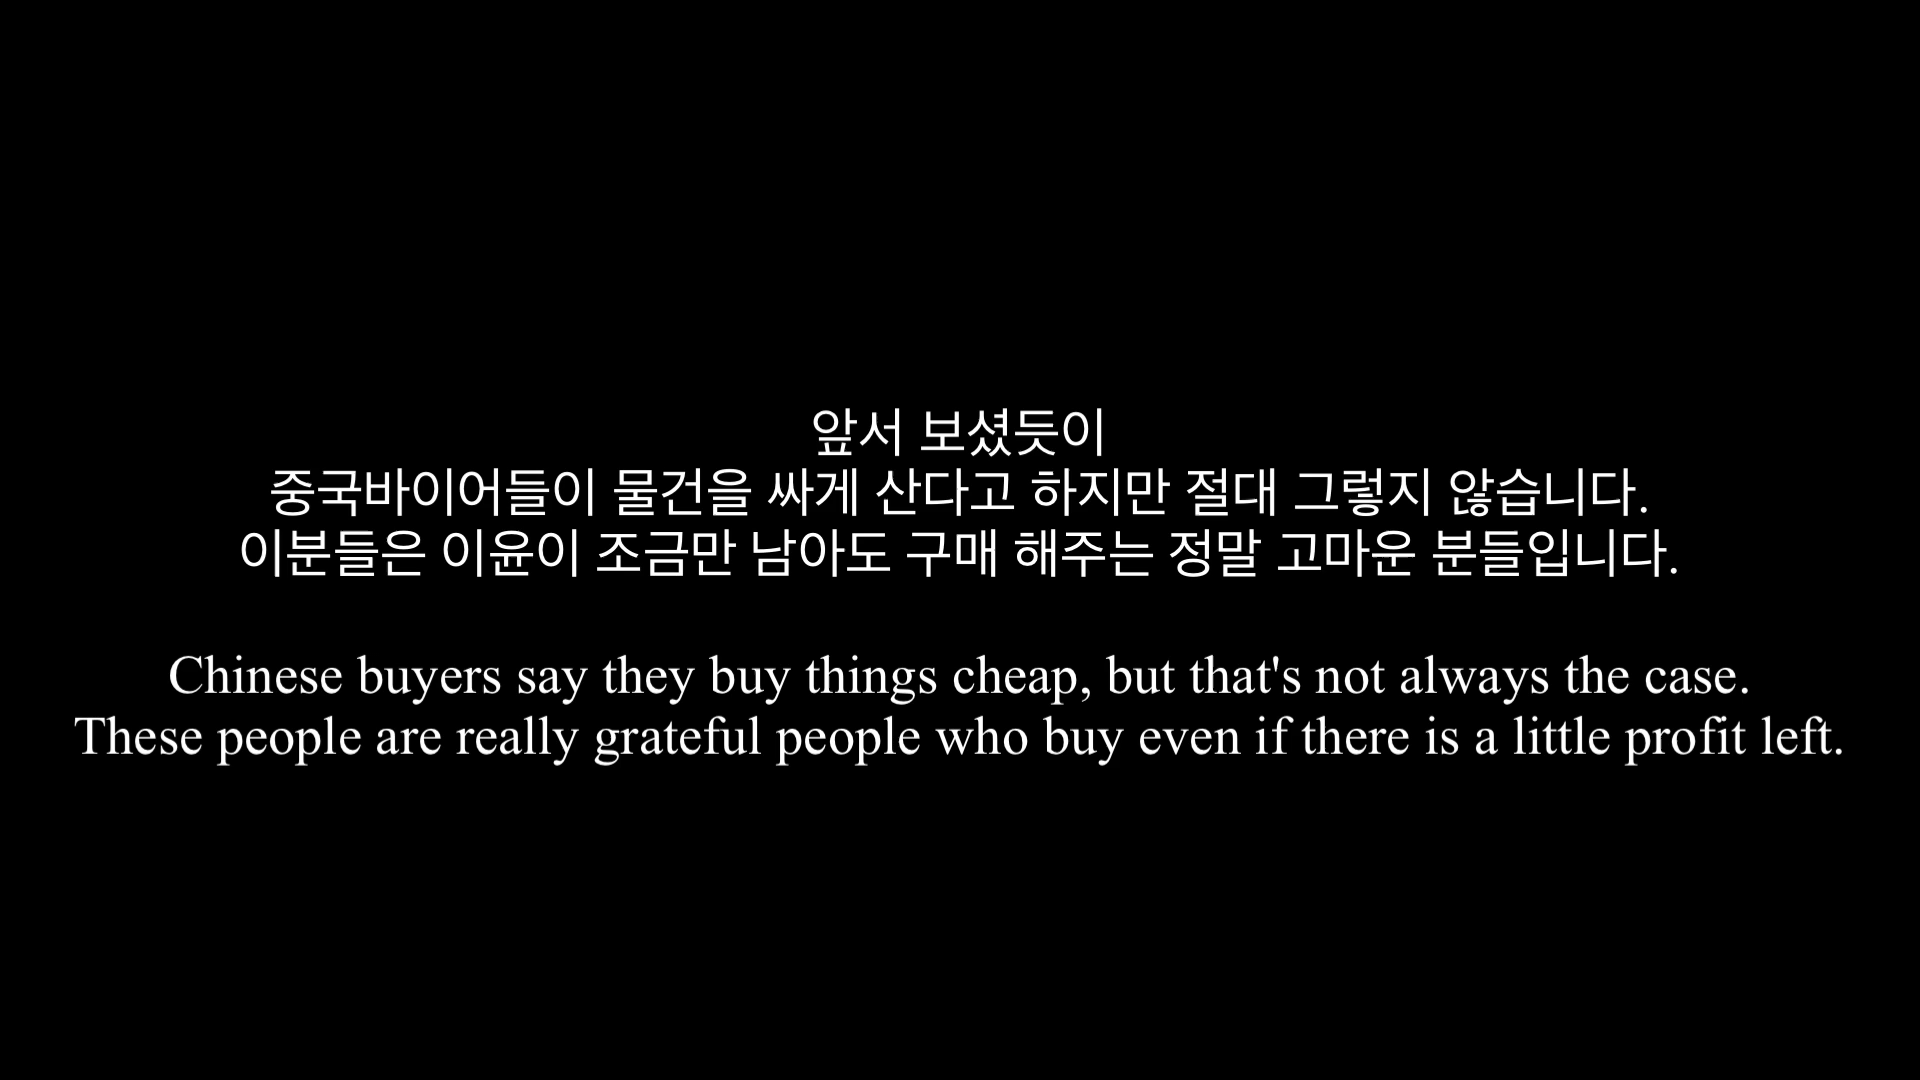 앞서 보셨듯이
중국바이어들이 물건을 싸게 산다고 하지만 절대 그렇지 않습니다.
이분들은 이윤이 조금만 남아도 구매 해주는 정말 고마운 분들입니다.
Chinese buyers say they buy things cheap, but that's not always the case.
These people are really grateful people who buy even if there is a little profit left.